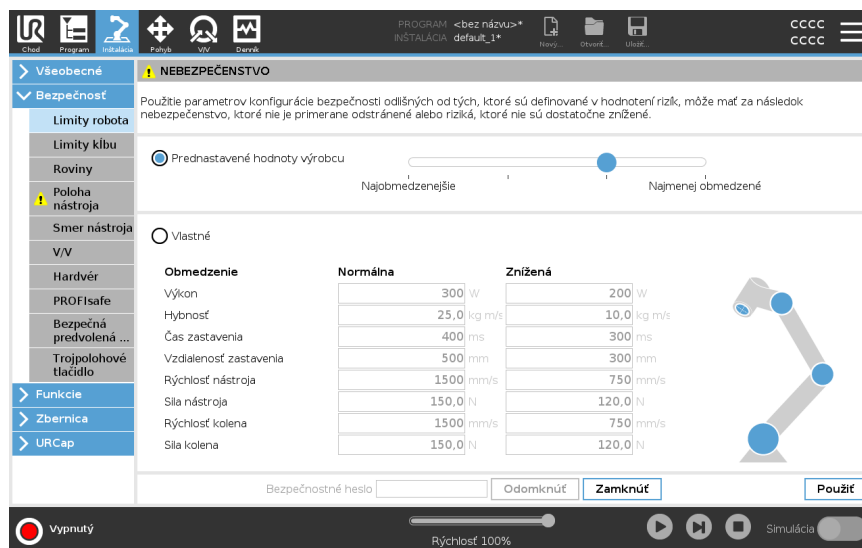 PROGRAM <bez názvu>*
INŠTALÁCIA default_1*
CCCC
CCCC
Chod
Program
Inštalácia
Pohyb
V/V
Denník
Nový...
Otvoriť...
Uložiť...
Všeobecné
Bezpečnosť
Limity robota
Limity kĺbu
Roviny
Poloha
nástroja
Smer nástroja
V/V
Hardvér
PROFIsafe
Bezpečná
predvolená ...
Trojpolohové
tlačidlo
Funkcie
Zbernica
URCap
NEBEZPEČENSTVO
Použitie parametrov konfigurácie bezpečnosti odlišných od tých, ktoré sú definované v hodnotení rizík, môže mať za následok
nebezpečenstvo, ktoré nie je primerane odstránené alebo riziká, ktoré nie sú dostatočne znížené.
Prednastavené hodnoty výrobcu
Najobmedzenejšie Najmenej obmedzené
Vlastné
Obmedzenie Normálna Znížená
Výkon 300 W 200 W
Hybnosť 25,0 kg m/s 10,0 kg m/s
Čas zastavenia 400 ms 300 ms
Vzdialenosť zastavenia 500 mm 300 mm
Rýchlosť nástroja 1500 mm/s 750 mm/s
Sila nástroja 150,0 N 120,0 N
Rýchlosť kolena 1500 mm/s 750 mm/s
Sila kolena 150,0 N 120,0 N
Bezpečnostné heslo Odomknúť Zamknúť Použiť
Vypnutý
Rýchlosť 100%
Simulácia